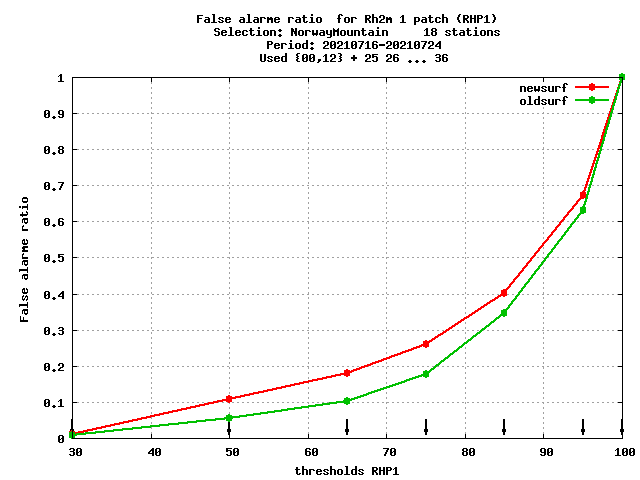 False alarme ratio  for Rh2m 1 patch (RHP1)
Selection: NorwayMountain     18 stations
Period: 20210716-20210724
Used {00,12} + 25 26 ... 36
newsurf
oldsurf
1
0.9
0.8
0.7
0.6
0.5
0.4
0.3
0.2
0.1
0
False alarme ratio
30 40 50 60 70 80 90 100
thresholds RHP1